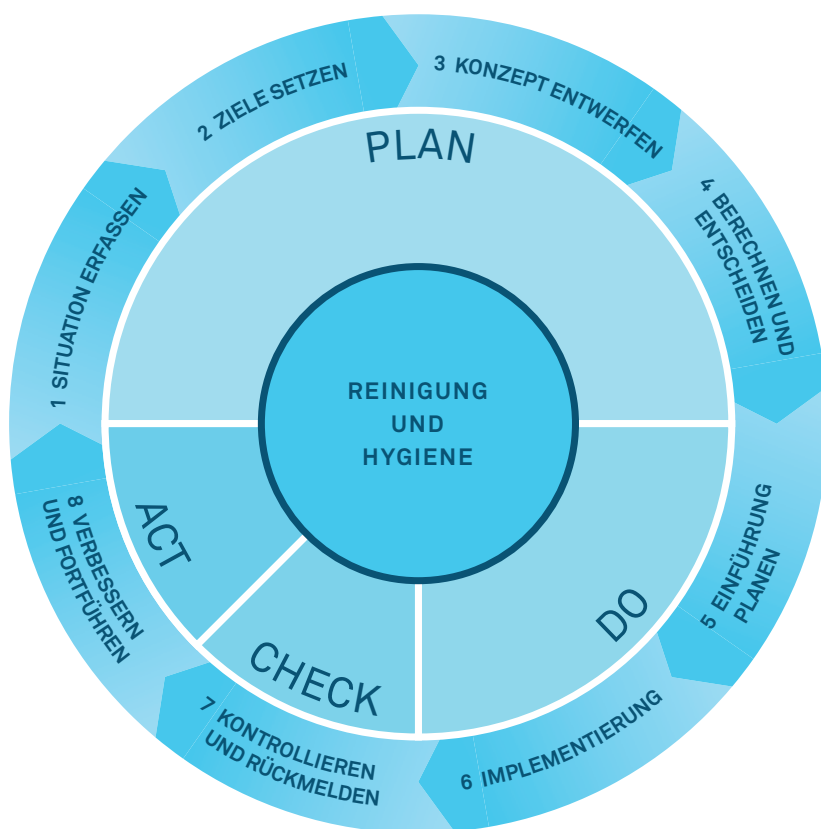 1 SITUATION ERFASSEN
2 ZIELE SETZEN
3 KONZEPT ENTWERFEN
4 BERECHNEN UND
ENTSCHEIDEN
5 EINFÜHRUNG
PLANEN
6 IMPLEMENTIERUNG
7 KONTROLLIEREN
UND RÜCKMELDEN
8 VERBESSERN
UND FORTFÜHREN
PLAN
DO
CHECK
ACT
REINIGUNG
UND
HYGIENE